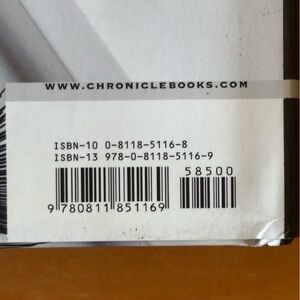 WWW.CHRONICLEBOOKS.COM
ISBN-10 0-8118-5116-8
ISBN-13 978-0-8118-5116-9
58500
9 780811 851169